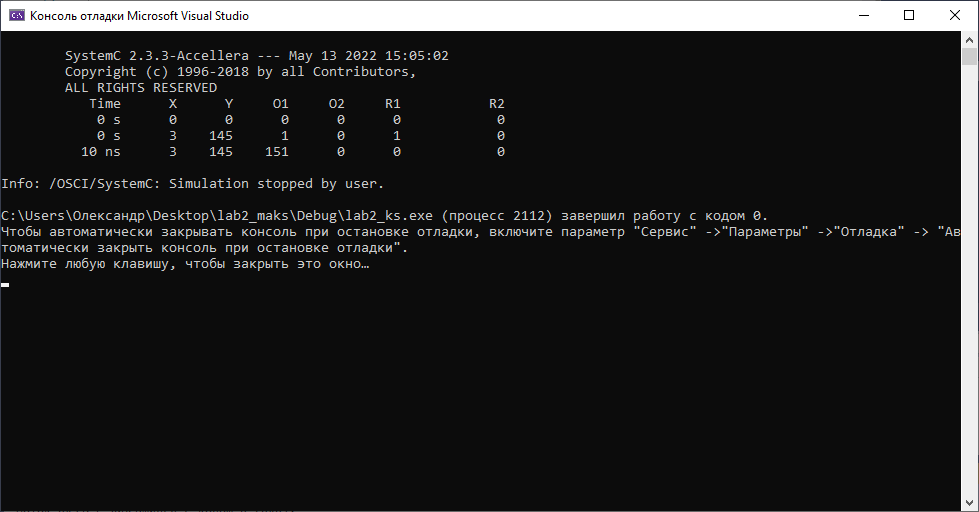 Консоль отладки Microsoft Visual Studio
SystemC 2.3.3-Accellera --- May 13 2022 15:05:02
Copyright (c) 1996-2018 by all Contributors,
ALL RIGHTS RESERVED
Time X Y O1 O2 R1 R2
0 s 0 0 0 0 0 0
0 s 3 145 1 0 1 0
10 ns 3 145 151 0 0 0
Info: /OSCI/SystemC: Simulation stopped by user.
C:\Users\Олександр\Desktop\lab2_maks\Debug\lab2_ks.exe (процесс 2112) завершил работу с кодом 0.
Чтобы автоматически закрывать консоль при остановке отладки, включите параметр "Сервис" ->"Параметры" ->"Отладка" -> "Ав
томатически закрыть консоль при остановке отладки".
Нажмите любую клавишу, чтобы закрыть это окно…